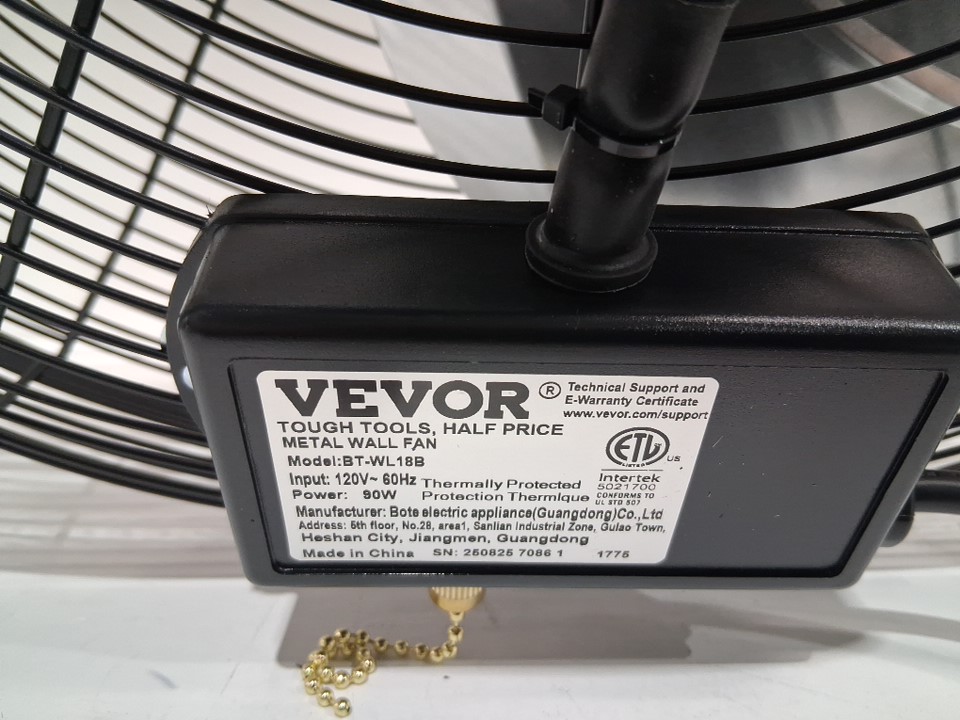 VEVOR ®
Technical Support and
E-Warranty Certificate
www.vevor.com/support
TOUGH TOOLS, HALF PRICE
METAL WALL FAN
Model:BT-WL18B
Input: 120V~ 60Hz
Power: 90W
Thermally Protected
Protection Thermique
ETL
LISTED
US
Intertek
5021700
CONFORMS TO
UL STD 507
Manufacturer: Bote electric appliance(Guangdong)Co.,Ltd
Address: 5th floor, No.28, area1, Sanlian Industrial Zone, Gulao Town,
Heshan City, Jiangmen, Guangdong
Made in China SN: 250825 7086 1 1775